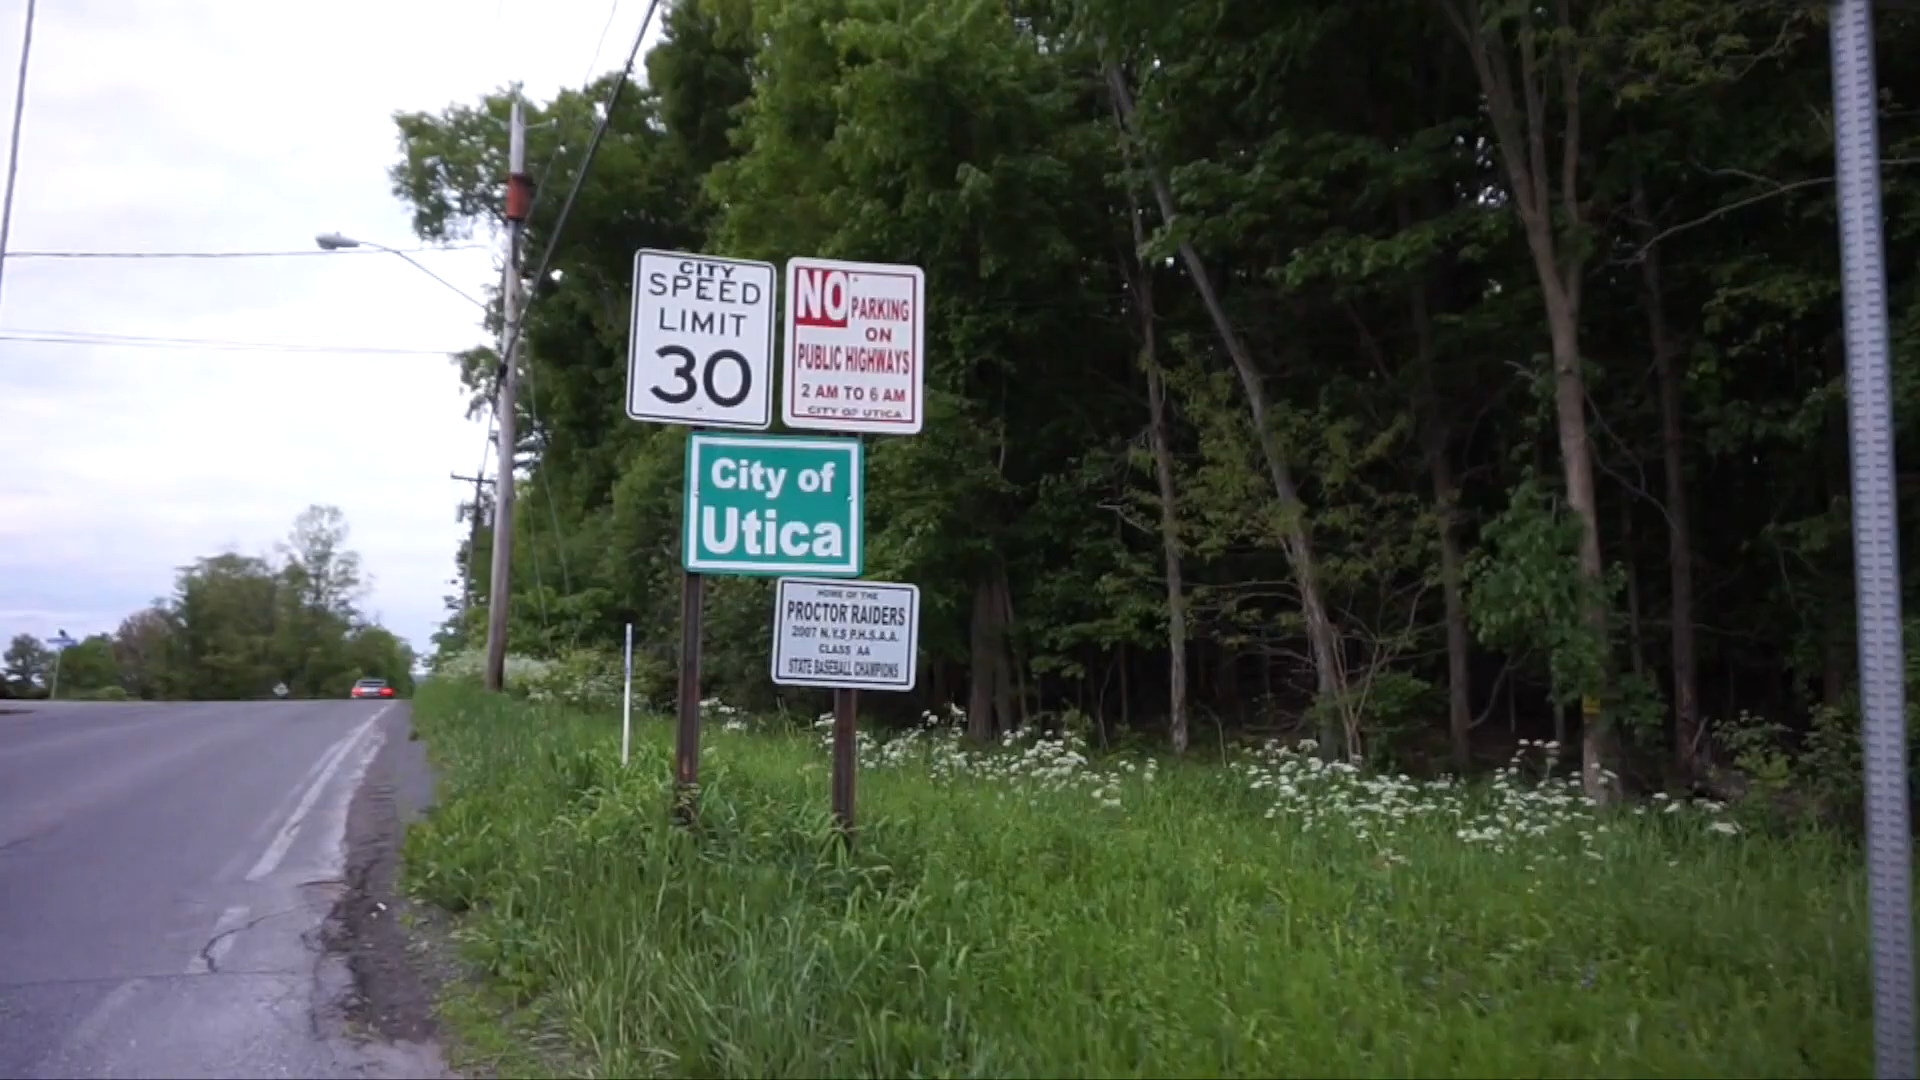 CITY
SPEED
LIMIT
30
NO PARKING
ON
PUBLIC HIGHWAYS
2 AM TO 6 AM
CITY OF UTICA
City of
Utica
HOME OF THE
PROCTOR RAIDERS
2007 N.Y.S.P.H.S.A.A.
CLASS AA
STATE BASEBALL CHAMPIONS